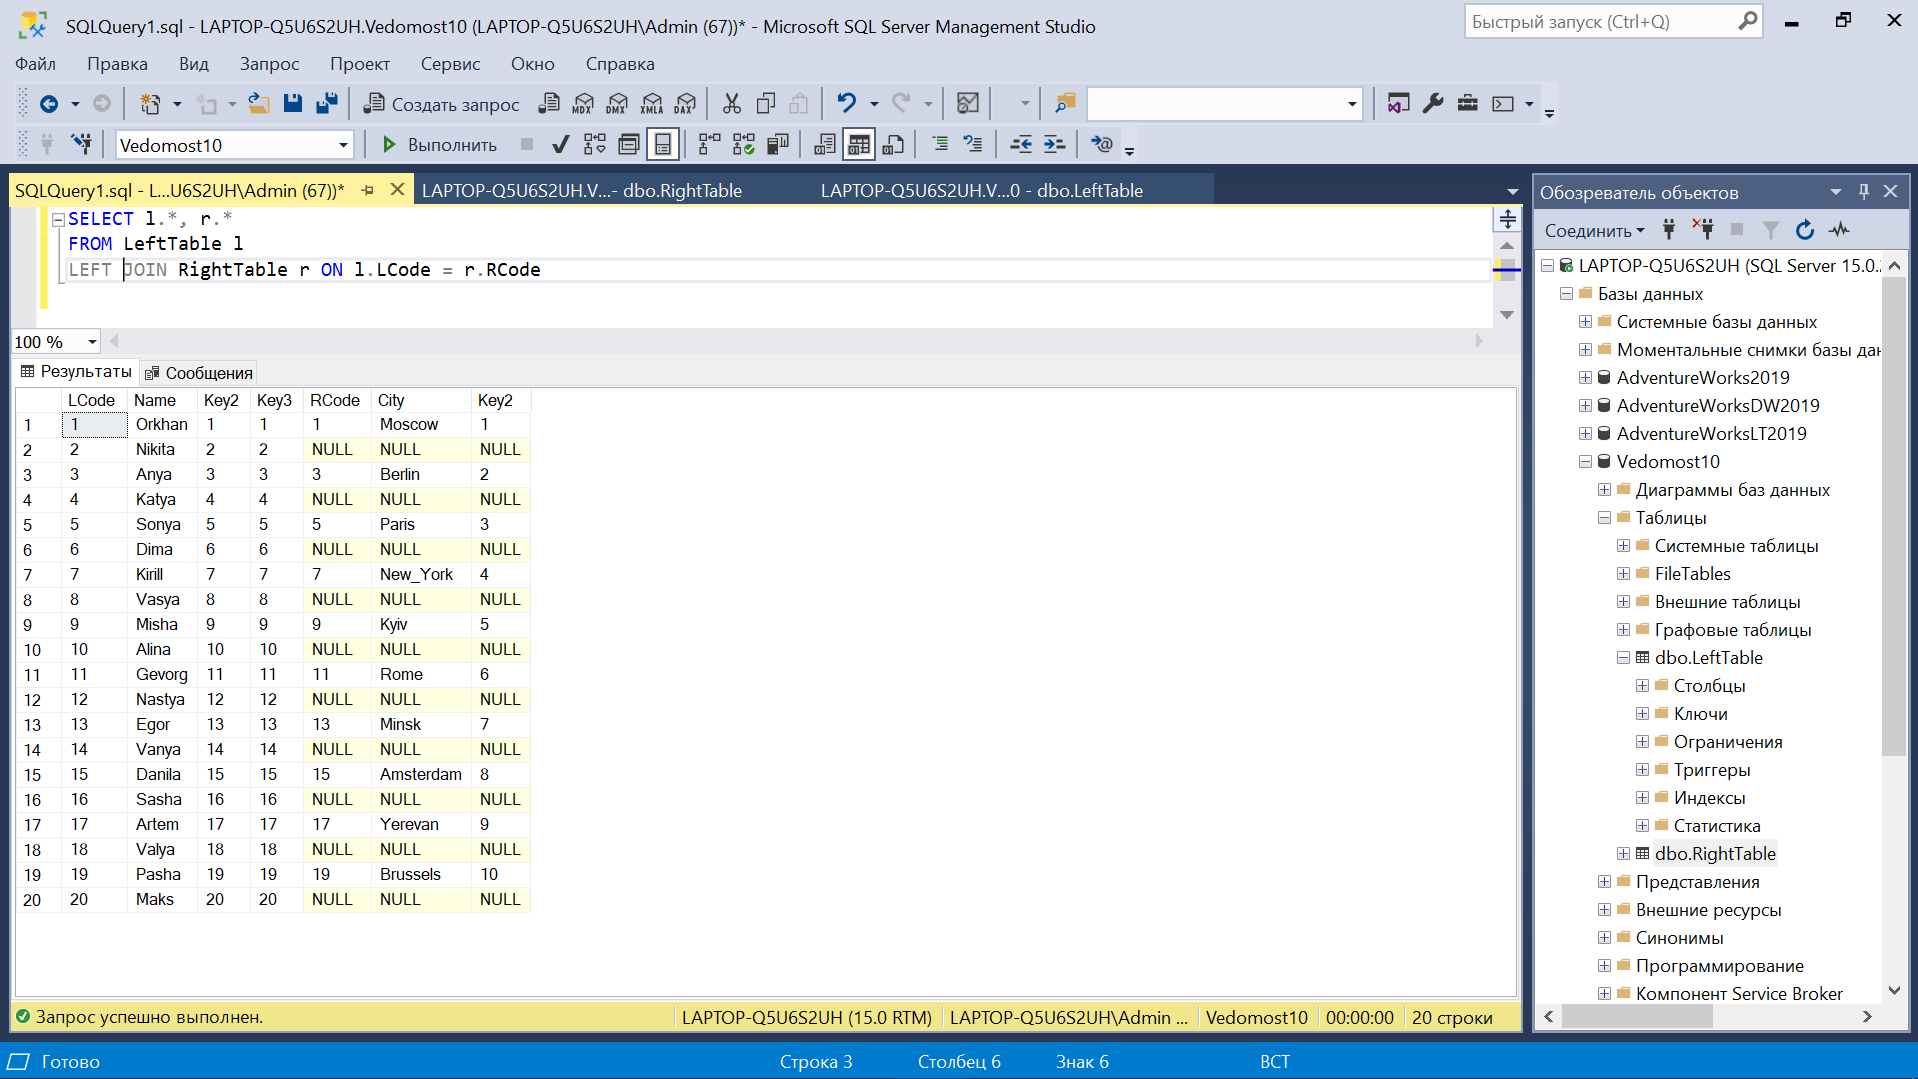 SQLQuery1.sql - LAPTOP-Q5U6S2UH.Vedomost10 (LAPTOP-Q5U6S2UH\Admin (67))* - Microsoft SQL Server Management Studio
Быстрый запуск (Ctrl+Q)
Файл Правка Вид Запрос Проект Сервис Окно Справка
Создать запрос MDX DMX XMLA DAX
Vedomost10 Выполнить
SQLQuery1.sql - L...U6S2UH\Admin (67))* LAPTOP-Q5U6S2UH.V...- dbo.RightTable LAPTOP-Q5U6S2UH.V...0 - dbo.LeftTable
SELECT l.*, r.*
FROM LeftTable l
LEFT JOIN RightTable r ON l.LCode = r.RCode
100 %
Результаты Сообщения
LCode Name Key2 Key3 RCode City Key2
1 1 Orkhan 1 1 1 Moscow 1
2 2 Nikita 2 2 NULL NULL NULL
3 3 Anya 3 3 3 Berlin 2
4 4 Katya 4 4 NULL NULL NULL
5 5 Sonya 5 5 5 Paris 3
6 6 Dima 6 6 NULL NULL NULL
7 7 Kirill 7 7 7 New_York 4
8 8 Vasya 8 8 NULL NULL NULL
9 9 Misha 9 9 9 Kyiv 5
10 10 Alina 10 10 NULL NULL NULL
11 11 Gevorg 11 11 11 Rome 6
12 12 Nastya 12 12 NULL NULL NULL
13 13 Egor 13 13 13 Minsk 7
14 14 Vanya 14 14 NULL NULL NULL
15 15 Danila 15 15 15 Amsterdam 8
16 16 Sasha 16 16 NULL NULL NULL
17 17 Artem 17 17 17 Yerevan 9
18 18 Valya 18 18 NULL NULL NULL
19 19 Pasha 19 19 19 Brussels 10
20 20 Maks 20 20 NULL NULL NULL
Запрос успешно выполнен. LAPTOP-Q5U6S2UH (15.0 RTM) LAPTOP-Q5U6S2UH\Admin ... Vedomost10 00:00:00 20 строки
Обозреватель объектов
Соединить
LAPTOP-Q5U6S2UH (SQL Server 15.0.
Базы данных
Системные базы данных
Моментальные снимки базы дан
AdventureWorks2019
AdventureWorksDW2019
AdventureWorksLT2019
Vedomost10
Диаграммы баз данных
Таблицы
Системные таблицы
FileTables
Внешние таблицы
Графовые таблицы
dbo.LeftTable
Столбцы
Ключи
Ограничения
Триггеры
Индексы
Статистика
dbo.RightTable
Представления
Внешние ресурсы
Синонимы
Программирование
Компонент Service Broker
Готово Строка 3 Столбец 6 Знак 6 ВСТ